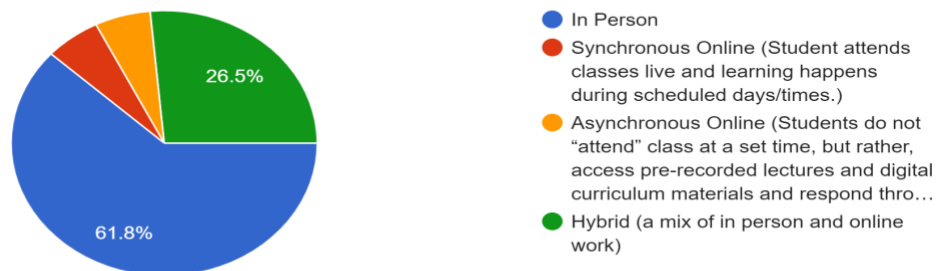 26.5%
61.8%
In Person
Synchronous Online (Student attends
classes live and learning happens
during scheduled days/times.)
Asynchronous Online (Students do not
“attend” class at a set time, but rather,
access pre-recorded lectures and digital
curriculum materials and respond thro…
Hybrid (a mix of in person and online
work)